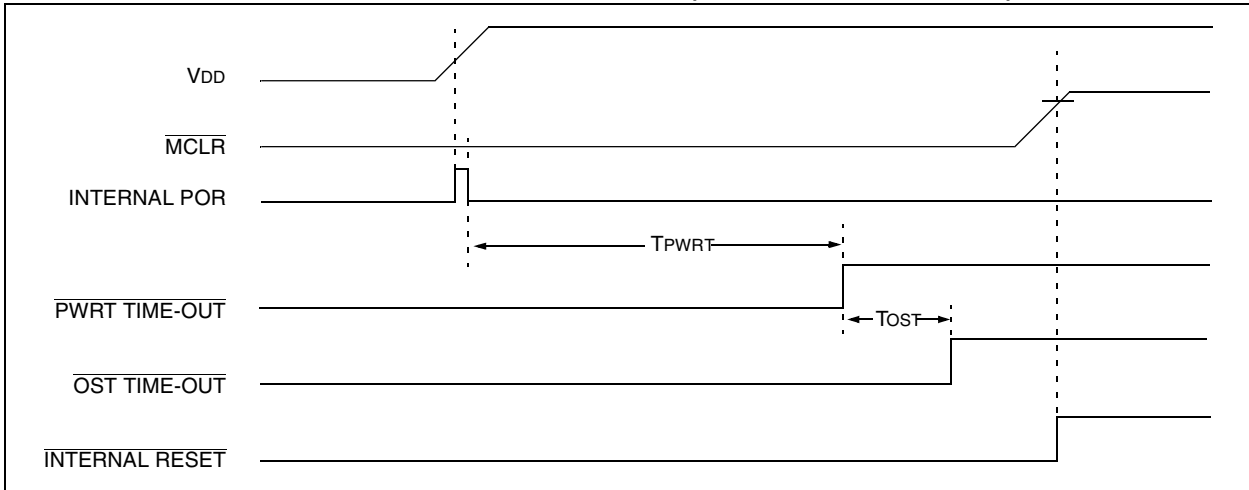 VDD
MCLR
INTERNAL POR
TPWRT
PWRT TIME-OUT
TOST
OST TIME-OUT
INTERNAL RESET